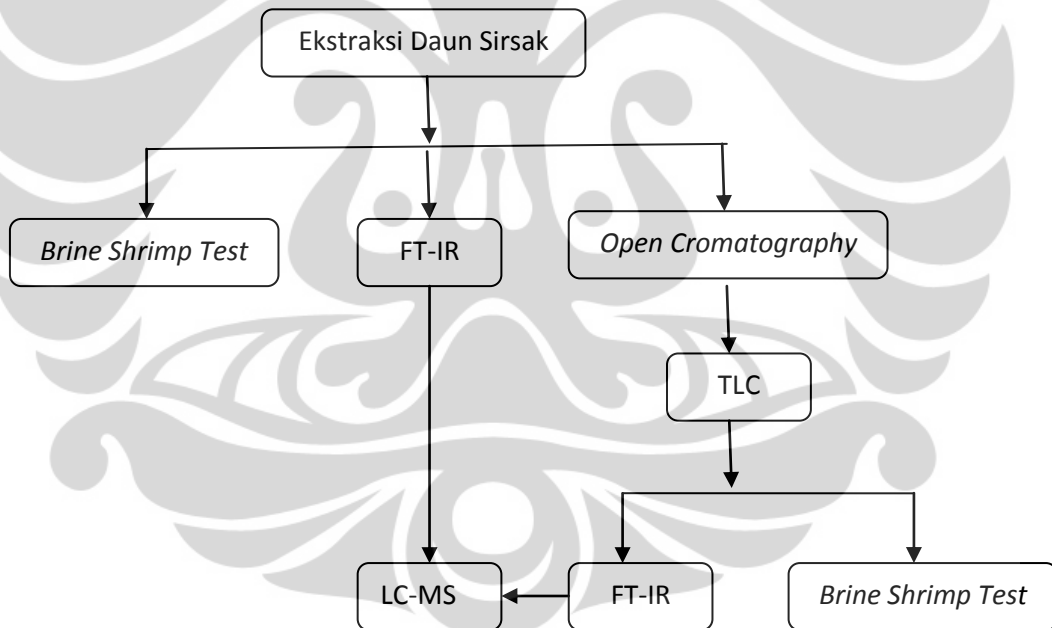 Ekstraksi Daun Sirsak
Brine Shrimp Test
FT-IR
Open Cromatography
TLC
LC-MS
FT-IR
Brine Shrimp Test